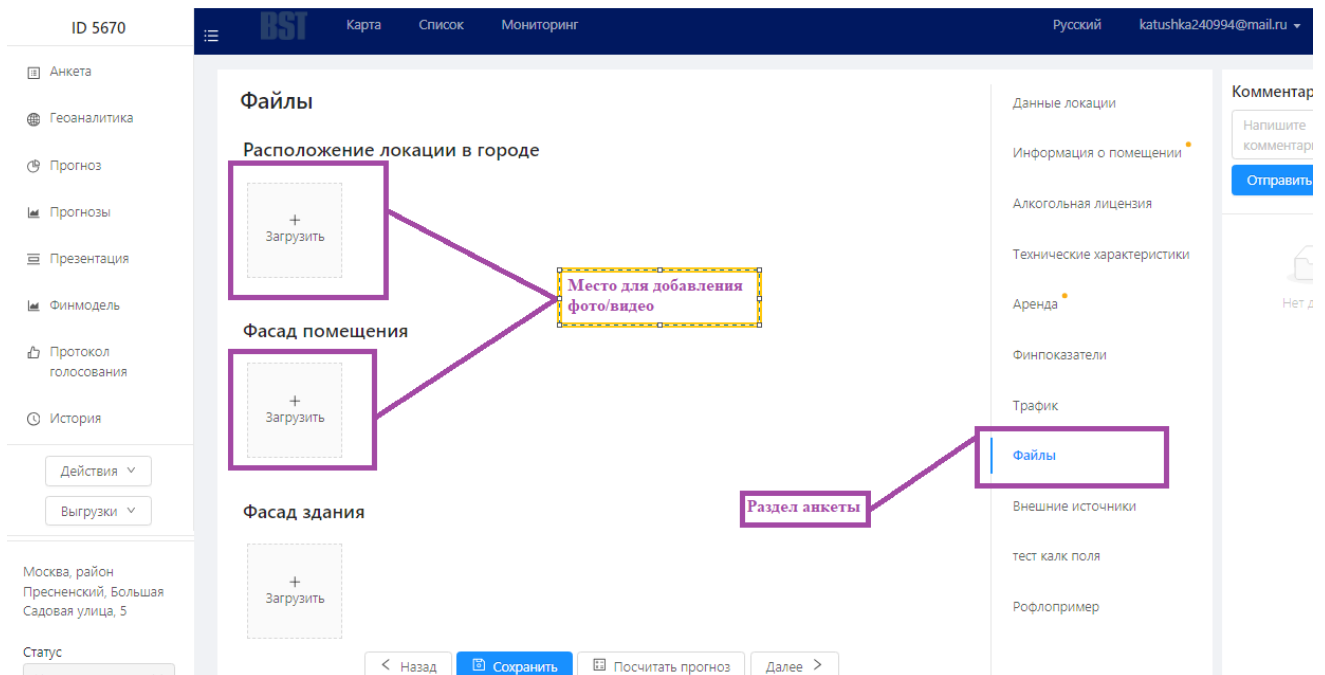 ID 5670
Анкета
Геоаналитика
Прогноз
Прогнозы
Презентация
Финмодель
Протокол
голосования
История
Действия
Выгрузки
Москва, район
Пресненский, Большая
Садовая улица, 5
Статус
BST Карта Список Мониторинг Русский katushka240994@mail.ru
Файлы
Расположение локации в городе
+
Загрузить
Место для добавления
фото/видео
Фасад помещения
+
Загрузить
Фасад здания
+
Загрузить
Раздел анкеты
Назад Сохранить Посчитать прогноз Далее
Данные локации
Информация о помещении
Алкогольная лицензия
Технические характеристики
Аренда
Финпоказатели
Трафик
Файлы
Внешние источники
тест калк поля
Рофлопример
Комментар
Напишите
комментар
Отправить
Нет д